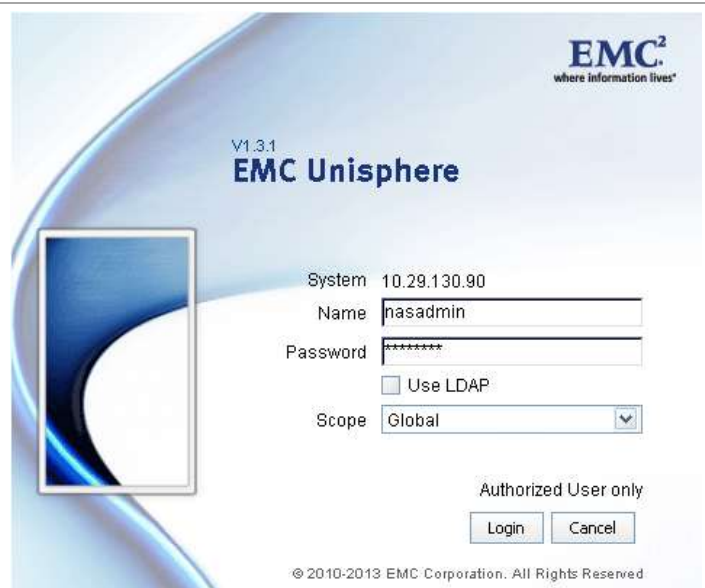 EMC²
where information lives®
V1.3.1
EMC Unisphere
System 10.29.130.90
Name nasadmin
Password ********
Use LDAP
Scope Global
Authorized User only
Login Cancel
© 2010-2013 EMC Corporation. All Rights Reserved